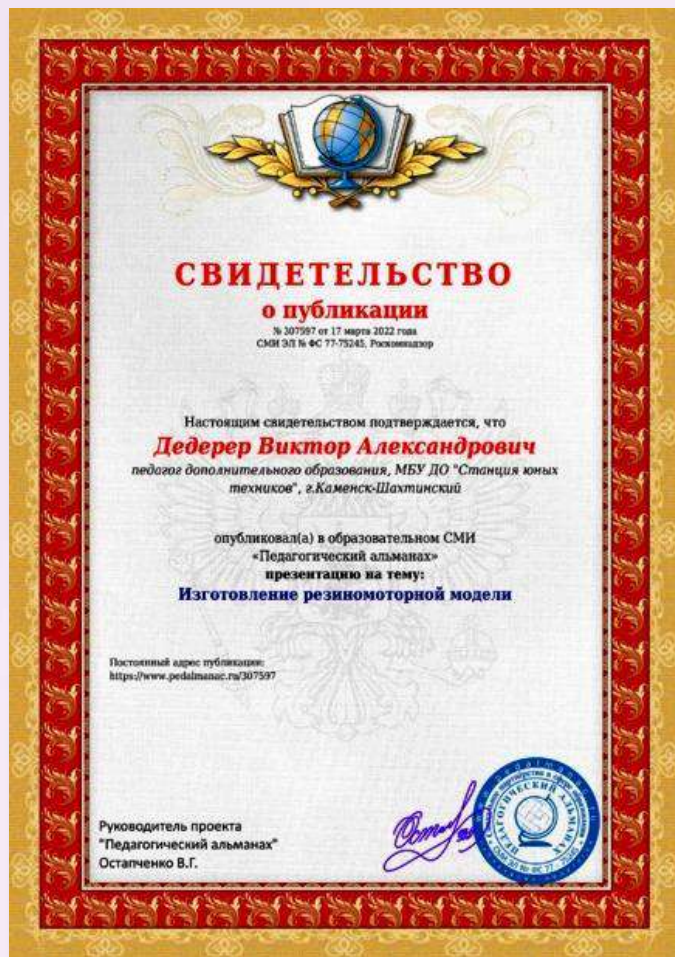 СВИДЕТЕЛЬСТВО
о публикации
№ 307597 от 17 марта 2022 года
СМИ ЭЛ № ФС 77-75245, Роскомнадзор
Настоящим свидетельством подтверждается, что
Дедерер Виктор Александрович
педагог дополнительного образования, МБУ ДО "Станция юных
техников", г.Каменск-Шахтинский
опубликовал(а) в образовательном СМИ
«Педагогический альманах»
презентацию на тему:
Изготовление резиномоторной модели
Постоянный адрес публикации:
https://www.pedalmanac.ru/307597
Руководитель проекта
"Педагогический альманах"
Остапченко В.Г.
ПЕДАГОГИЧЕСКИЙ АЛЬМАНАХ